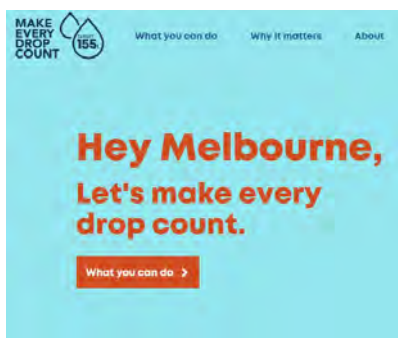 MAKE
EVERY
DROP
COUNT
TARGET
155
What you can do
Why it matters
About
Hey Melbourne,
Let's make every
drop count.
What you can do >